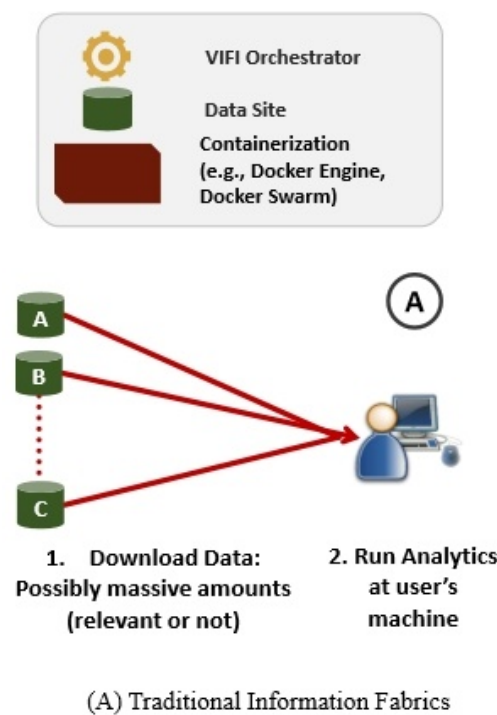 VIFI Orchestrator
Data Site
Containerization
(e.g., Docker Engine,
Docker Swarm)
A
A
B
C
1. Download Data:
Possibly massive amounts
(relevant or not)
2. Run Analytics
at user's
machine
(A) Traditional Information Fabrics